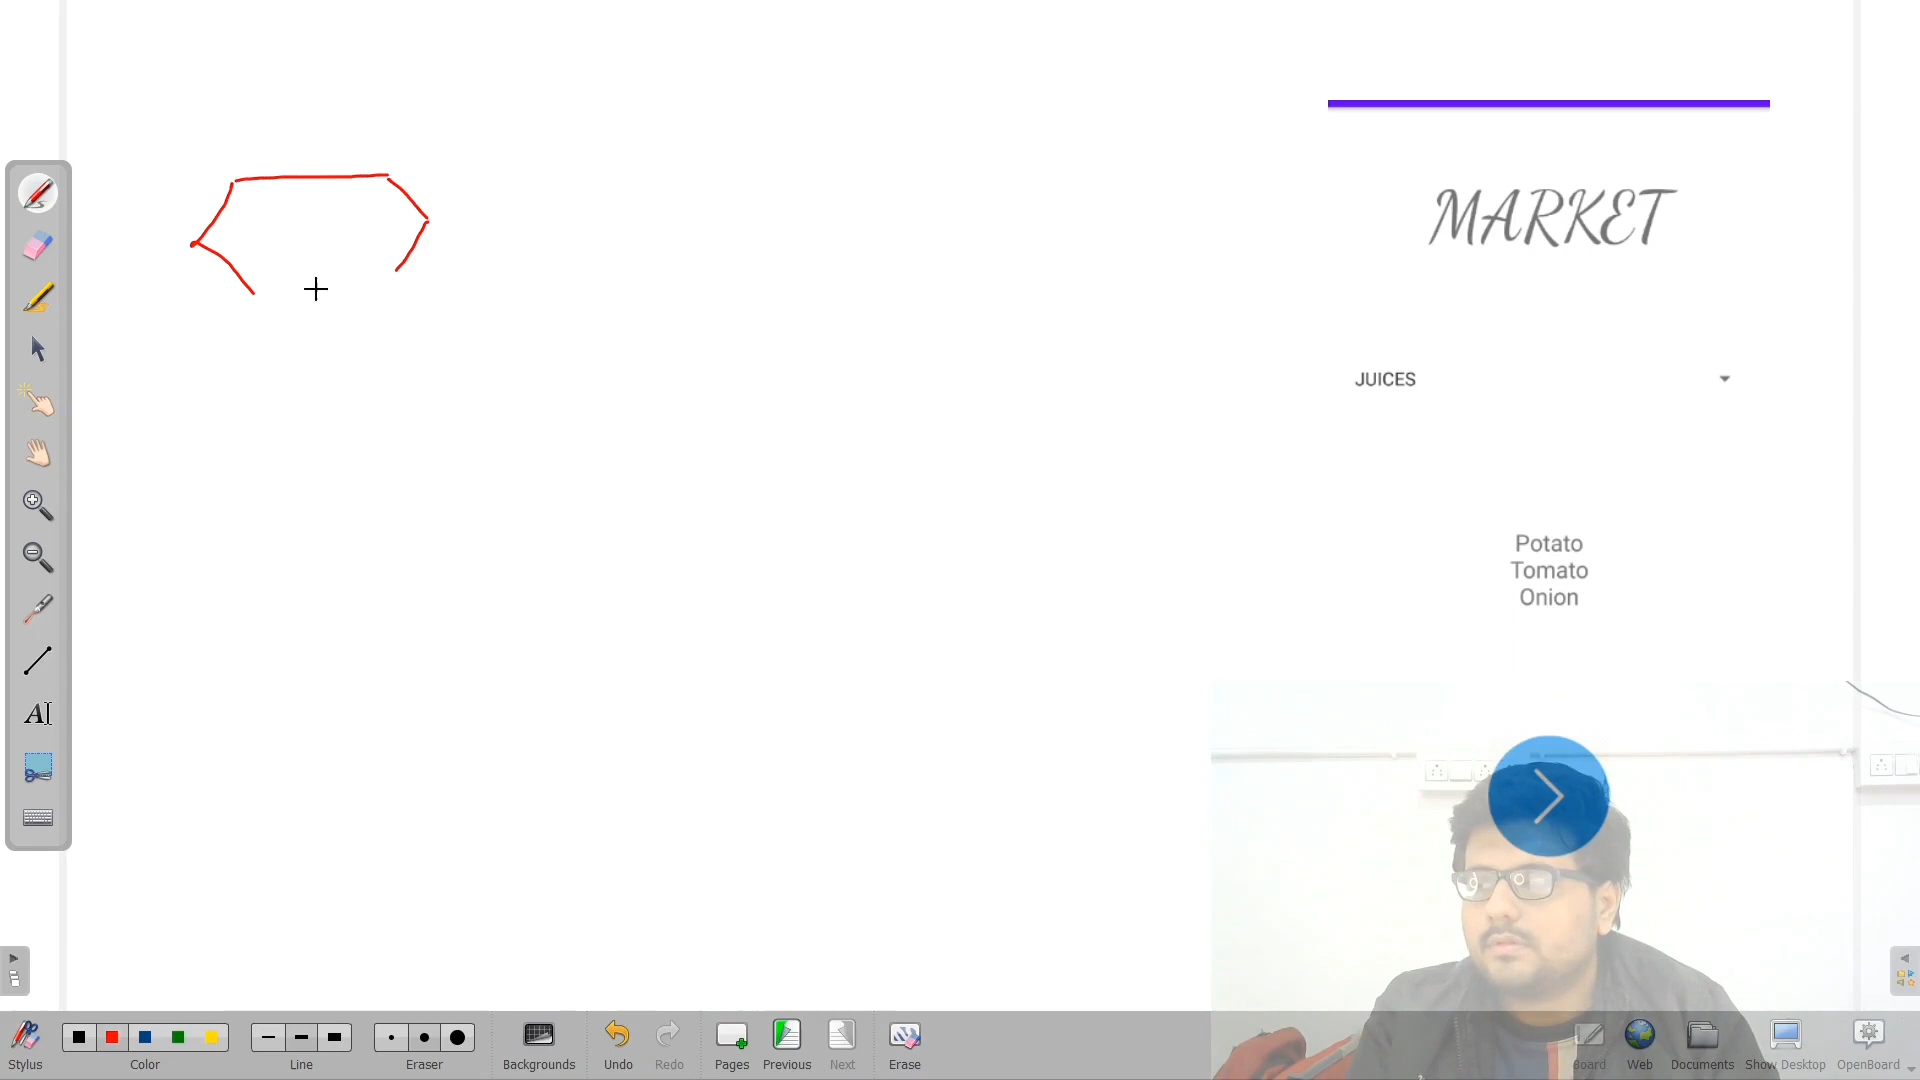 MARKET
JUICES
Potato
Tomato
Onion
Stylus
Color
Line
Eraser
Backgrounds
Undo
Redo
Pages
Previous
Next
Erase
Board
Web
Documents
Show Desktop
OpenBoard